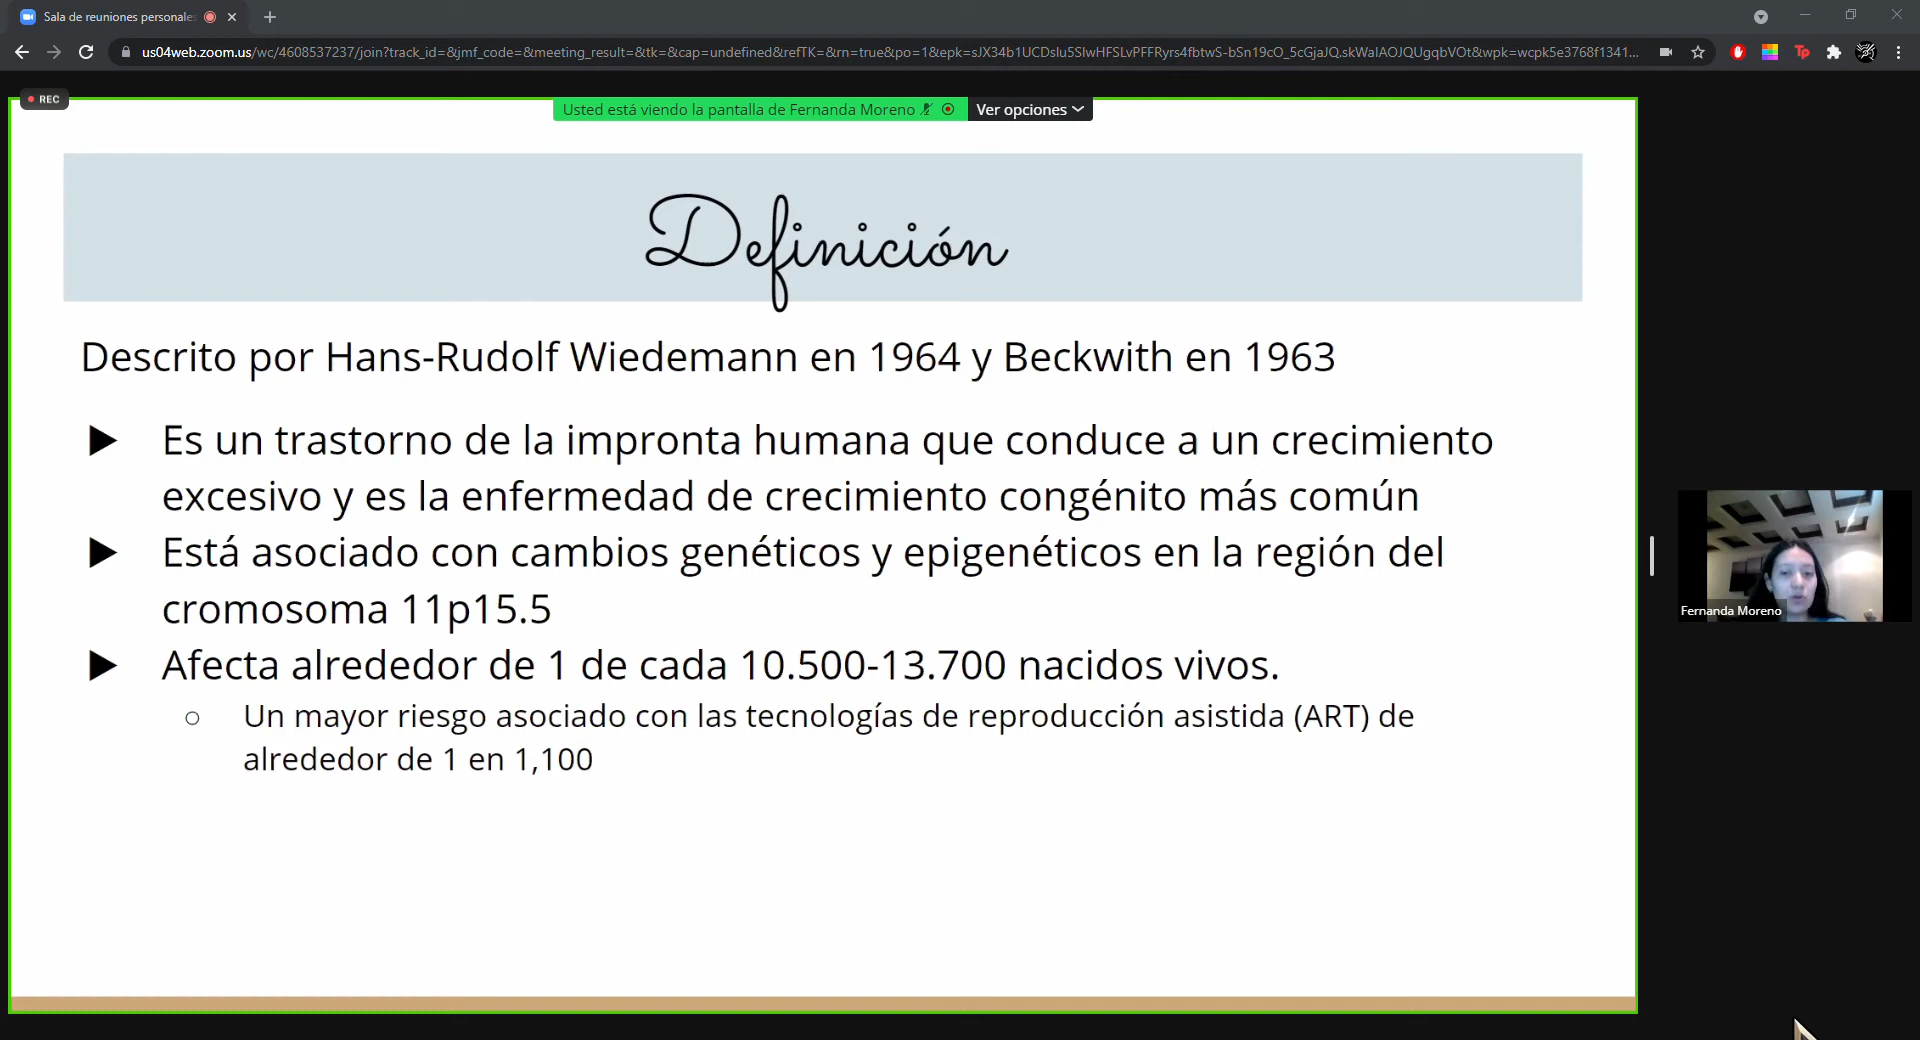 Sala de reuniones personales
us04web.zoom.us/wc/4608537237/join?track_id=&jmf_code=&meeting_result=&tk=&cap=undefined&refTK=&rn=true&po=1&epk=sJX34b1UCDslu5SlwHFSLvPFFRyrs4fbtwS-bSn19cO_5cGjaJQ.skWaIAOJQUgqbVOt&wpk=wcpk5e3768f1341...
REC
Usted está viendo la pantalla de Fernanda Moreno
Ver opciones
Definición
Descrito por Hans-Rudolf Wiedemann en 1964 y Beckwith en 1963
Es un trastorno de la impronta humana que conduce a un crecimiento
excesivo y es la enfermedad de crecimiento congénito más común
Está asociado con cambios genéticos y epigenéticos en la región del
cromosoma 11p15.5
Afecta alrededor de 1 de cada 10.500-13.700 nacidos vivos.
Un mayor riesgo asociado con las tecnologías de reproducción asistida (ART) de
alrededor de 1 en 1,100
Fernanda Moreno